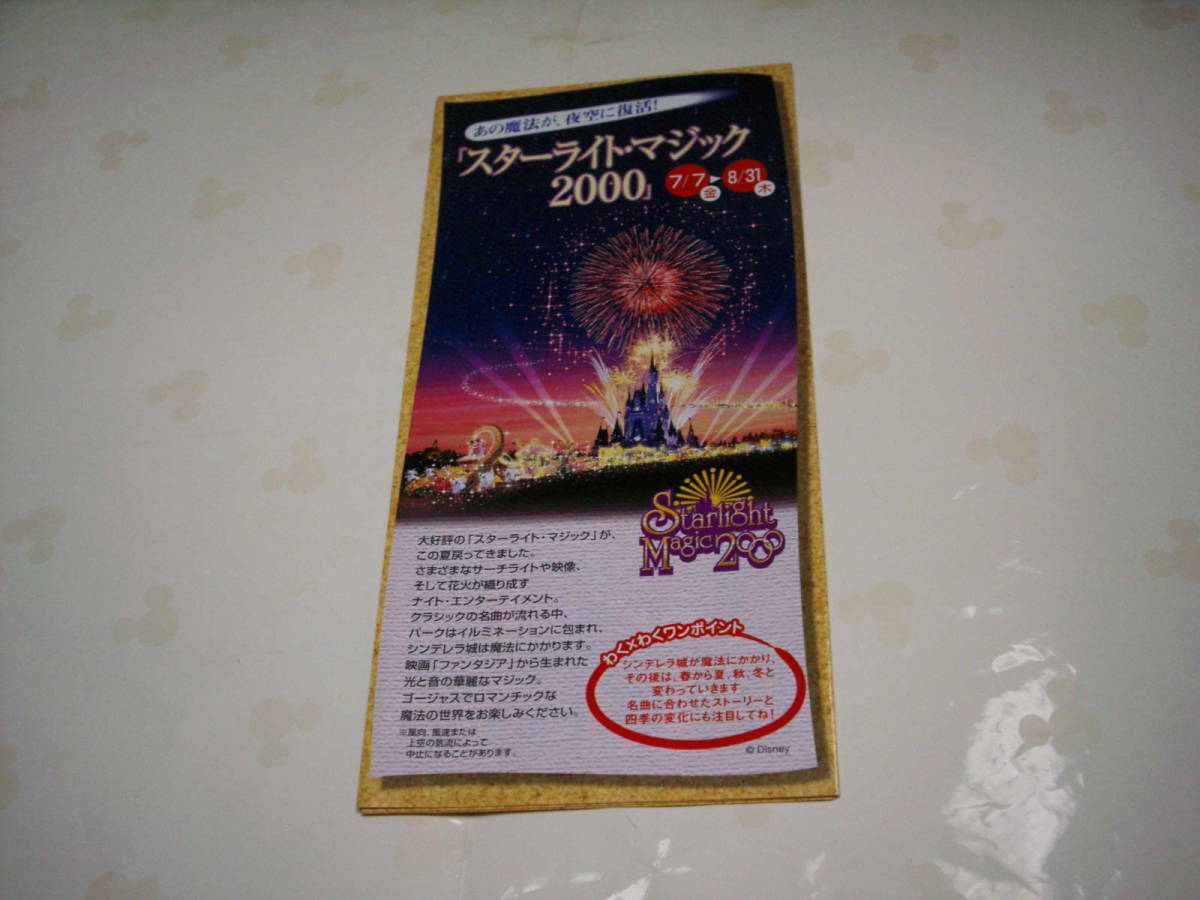 あの魔法が、夜空に復活!
『スターライト・マジック
2000』
7/7金▶8/31木
Starlight
Magic 2000
大好評の「スターライト・マジック」が、
この夏戻ってきました。
さまざまなサーチライトや映像、
そして花火が織り成す
ナイト・エンターテイメント。
クラシックの名曲が流れる中、
パークはイルミネーションに包まれ、
シンデレラ城は魔法にかかります。
映画「ファンタジア」から生まれた
光と音の華麗なマジック。
ゴージャスでロマンチックな
魔法の世界をお楽しみください。
※風向、風速または
上空の気流によって
中止になることがあります。
わく×わくワンポイント
シンデレラ城が魔法にかかり、
その後は、春から夏、秋、冬と
変わっていきます
名曲に合わせたストーリーと
四季の変化にも注目してね!
© Disney